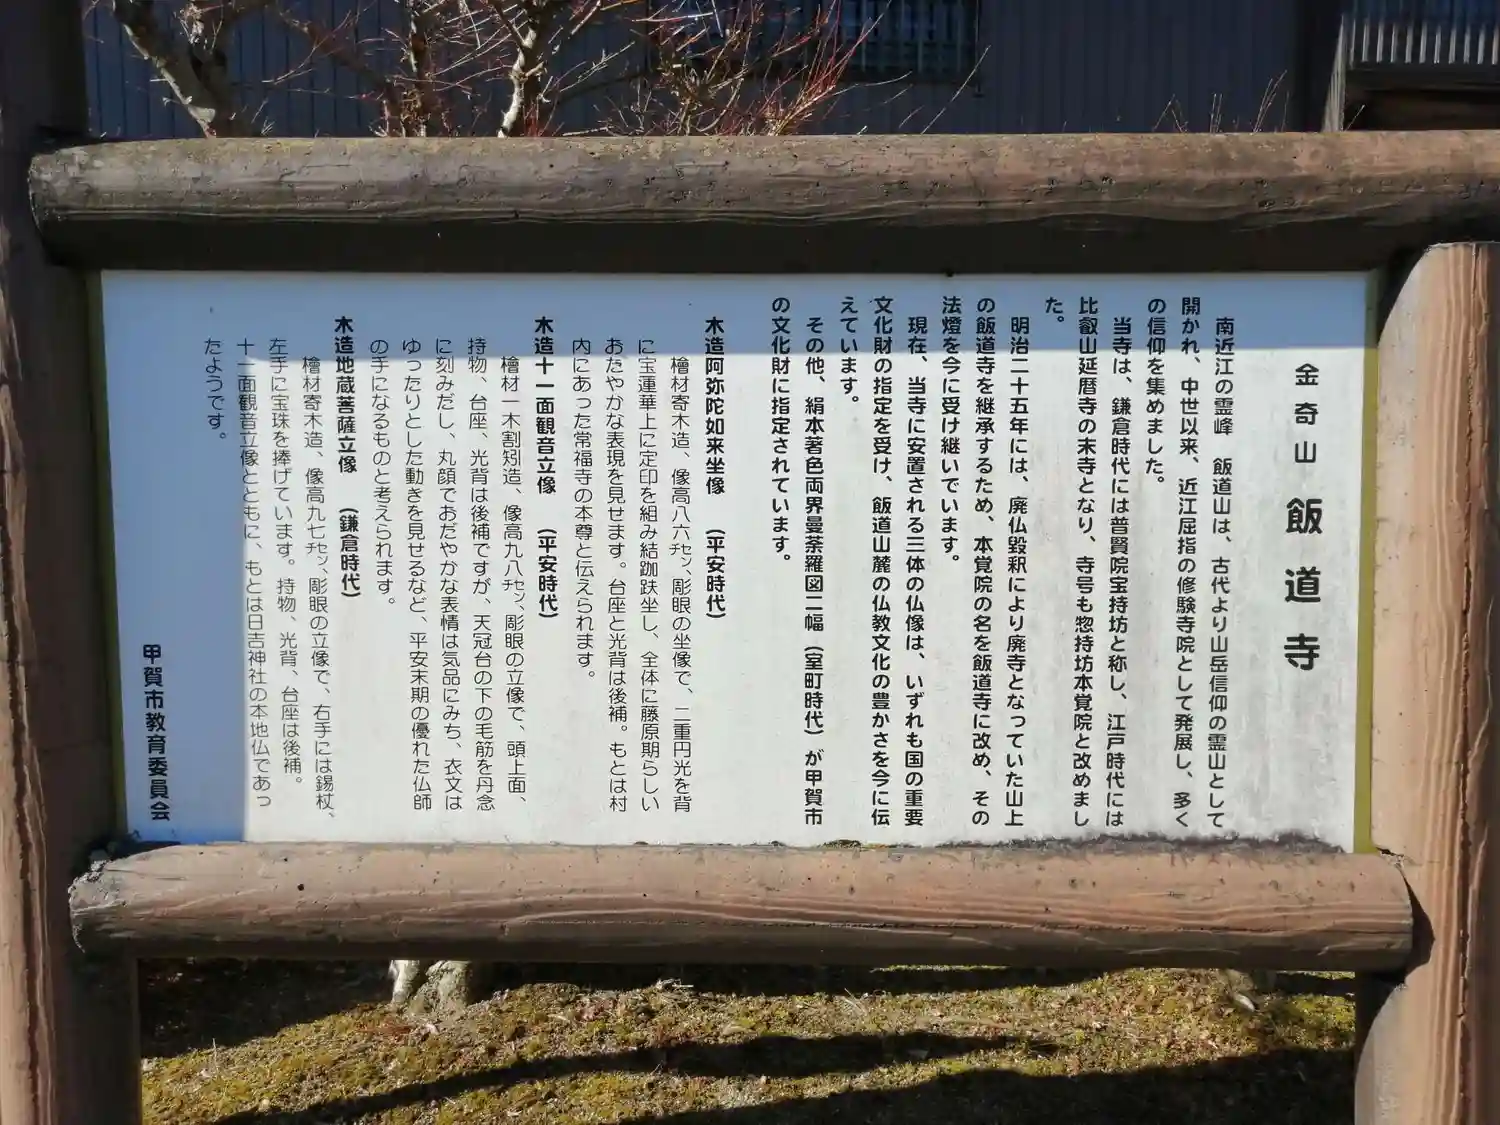 金奇山 飯道寺
南近江の霊峰 飯道山は、古代より山岳信仰の霊山として
開かれ、中世以来、近江屈指の修験寺院として発展し、多く
の信仰を集めました。
当寺は、鎌倉時代には普賢院宝持坊と称し、江戸時代には
比叡山延暦寺の末寺となり、寺号も惣持坊本覚院と改めまし
た。
明治二十五年には、廃仏毀釈により廃寺となっていた山上
の飯道寺を継承するため、本覚院の名を飯道寺に改め、その
法燈を今に受け継いでいます。
現在、当寺に安置される三体の仏像は、いずれも国の重要
文化財の指定を受け、飯道山麓の仏教文化の豊かさを今に伝
えています。
その他、絹本著色両界曼荼羅図二幅(室町時代)が甲賀市
の文化財に指定されています。
木造阿弥陀如来坐像 (平安時代)
檜材寄木造、像高八六㌢、彫眼の坐像で、二重円光を背
に宝蓮華上に定印を組み結跏趺坐し、全体に藤原期らしい
おだやかな表現を見せます。台座と光背は後補。もとは村
内にあった常福寺の本尊と伝えられます。
木造十一面観音立像 (平安時代)
檜材一木割矧造、像高九八㌢、彫眼の立像で、頭上面、
持物、台座、光背は後補ですが、天冠台の下の毛筋を丹念
に刻みだし、丸顔でおだやかな表情は気品にみち、衣文は
ゆったりとした動きを見せるなど、平安末期の優れた仏師
の手になるものと考えられます。
木造地蔵菩薩立像 (鎌倉時代)
檜材寄木造、像高九七㌢、彫眼の立像で、右手には錫杖、
左手に宝珠を捧げています。持物、光背、台座は後補。
十一面観音立像とともに、もとは日吉神社の本地仏であっ
たようです。
甲賀市教育委員会